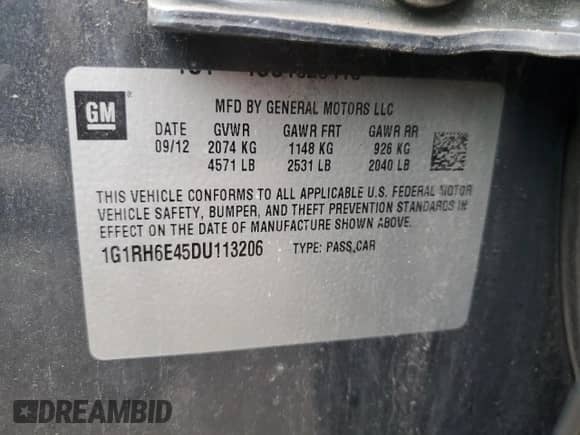 GM
MFD BY GENERAL MOTORS LLC
DATE GVWR GAWR FRT GAWR RR
09/12 2074 KG 1148 KG 926 KG
4571 LB 2531 LB 2040 LB
THIS VEHICLE CONFORMS TO ALL APPLICABLE U.S. FEDERAL MOTOR
VEHICLE SAFETY, BUMPER, AND THEFT PREVENTION STANDARDS IN
EFFECT ON THE DATE OF MANUFACTURE SHOWN ABOVE.
1G1RH6E45DU113206 TYPE: PASS.CAR
DREAMBID